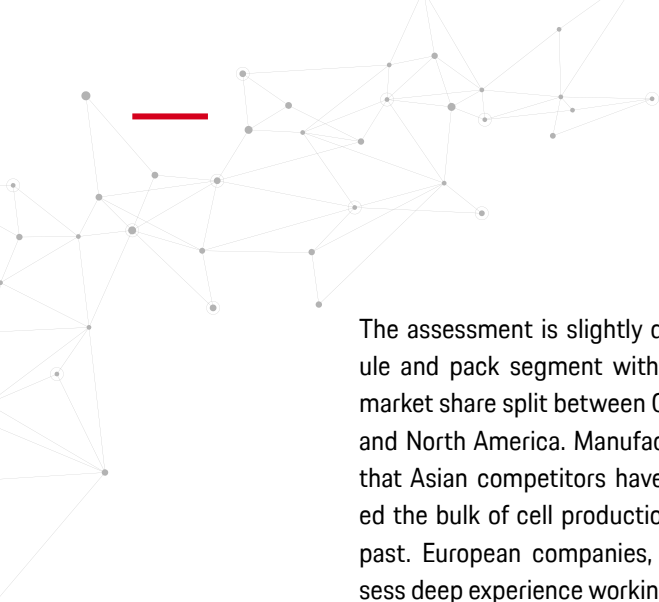 The assessment is slightly
ule and pack segment with
market share split between
and North America. Manufac
that Asian competitors have
ed the bulk of cell productio
past. European companies,
sess deep experience workin